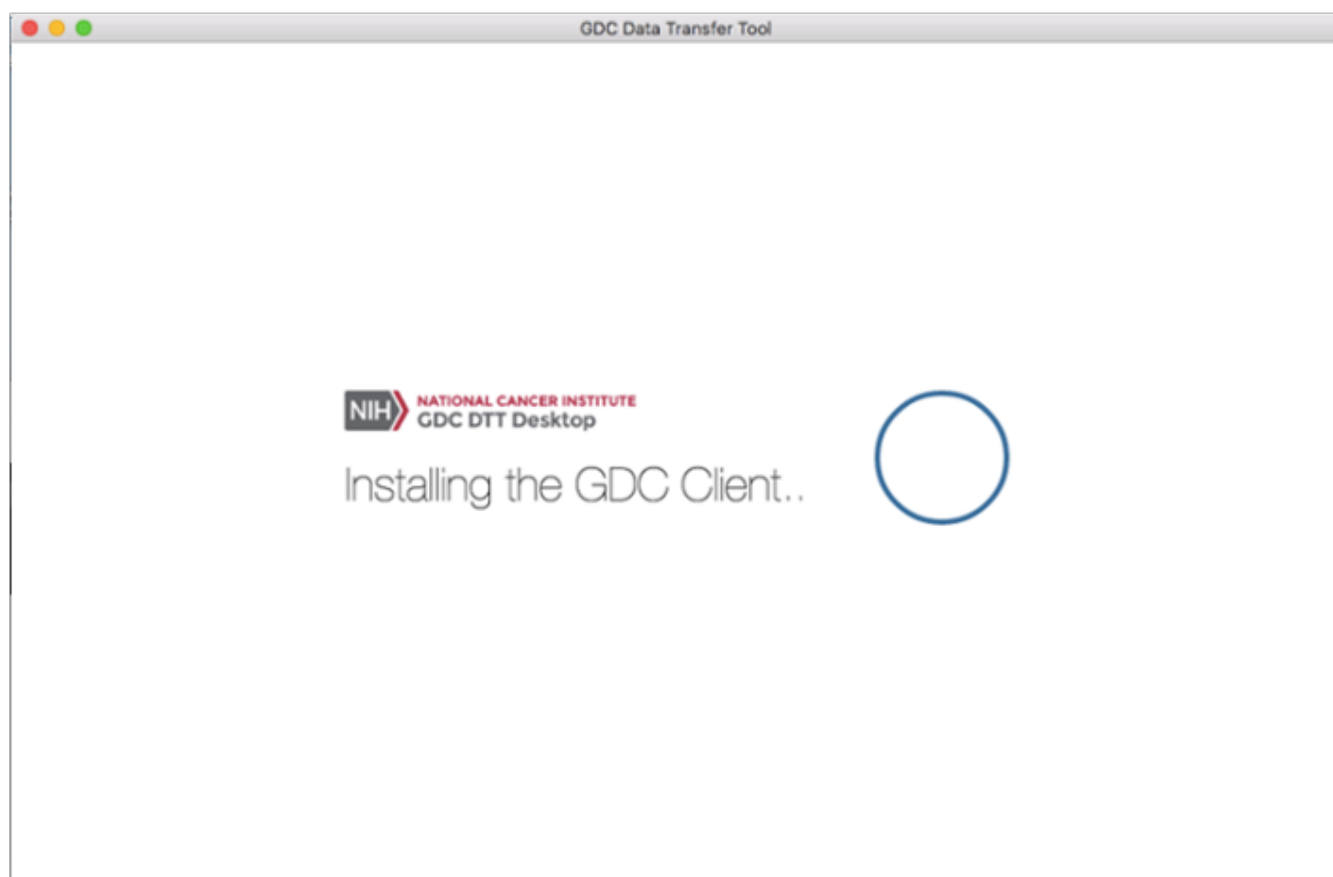 GDC Data Transfer Tool
NIH NATIONAL CANCER INSTITUTE
GDC DTT Desktop
Installing the GDC Client..